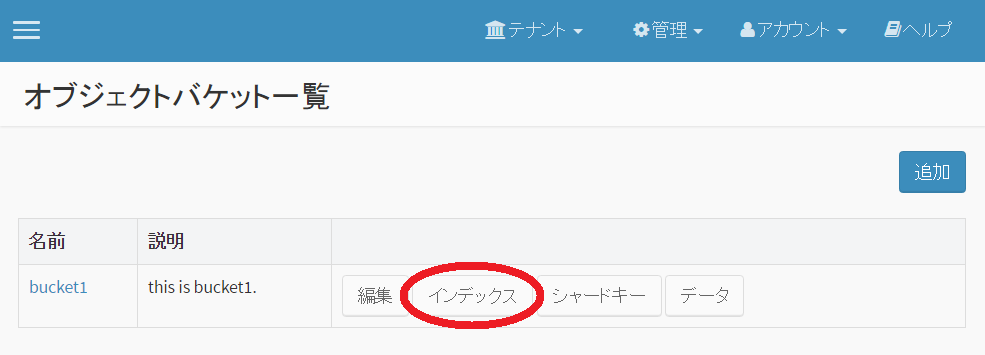 テナント 管理 アカウント ヘルプ
オブジェクトバケット一覧
追加
名前 説明
bucket1 this is bucket1. 編集 インデックス シャードキー データ